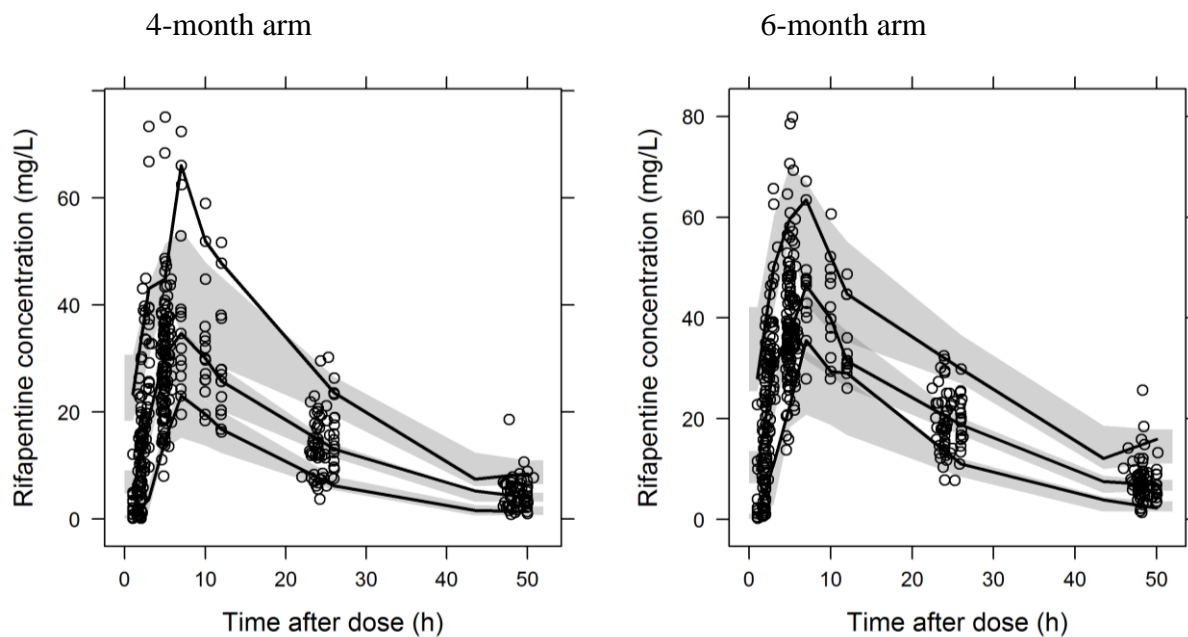 4-month arm
6-month arm
Rifapentine concentration (mg/L)
60
40
20
0
0 10 20 30 40 50
Time after dose (h)
Rifapentine concentration (mg/L)
80
60
40
20
0
0 10 20 30 40 50
Time after dose (h)